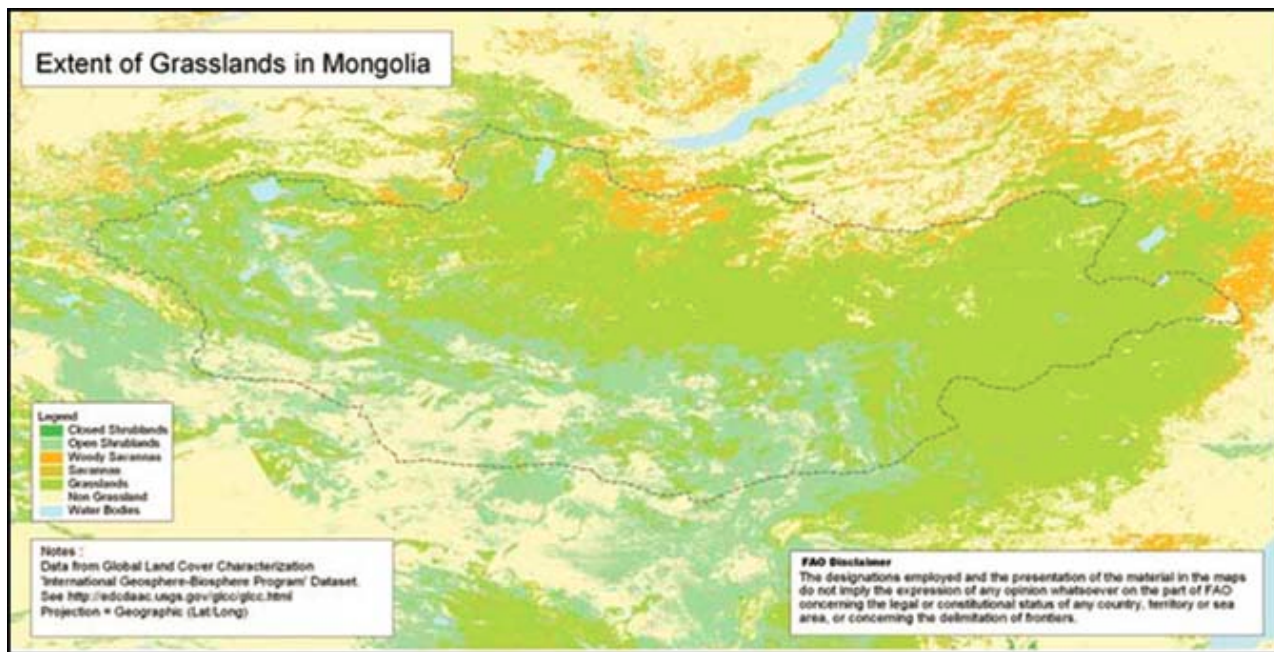 Extent of Grasslands in Mongolia
Legend
Closed Shrublands
Open Shrublands
Woody Savannas
Savannas
Grasslands
Non Grassland
Water Bodies
Notes :
Data from Global Land Cover Characterization
'International Geosphere-Biosphere Program' Dataset.
See http://edcdaac.usgs.gov/glcc/glcc.html
Projection = Geographic (Lat/Long)
FAO Disclaimer
The designations employed and the presentation of the material in the maps
do not imply the expression of any opinion whatsoever on the part of FAO
concerning the legal or constitutional status of any country, territory or sea
area, or concerning the delimitation of frontiers.